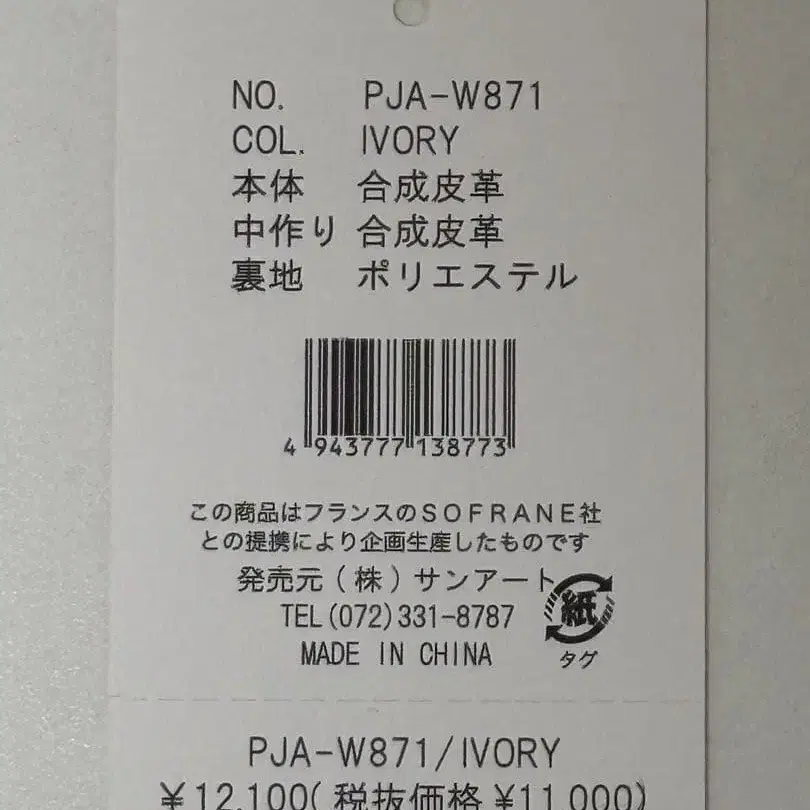 NO. PJA-W871
COL. IVORY
本体 合成皮革
中作り 合成皮革
裏地 ポリエステル
4 943777 138773
この商品はフランスのSOFRANE社
との提携により企画生産したものです
発売元(株)サンアート
TEL(072)331-8787
MADE IN CHINA
紙
タグ
PJA-W871/IVORY
¥12,100(税抜価格 ¥11,000)